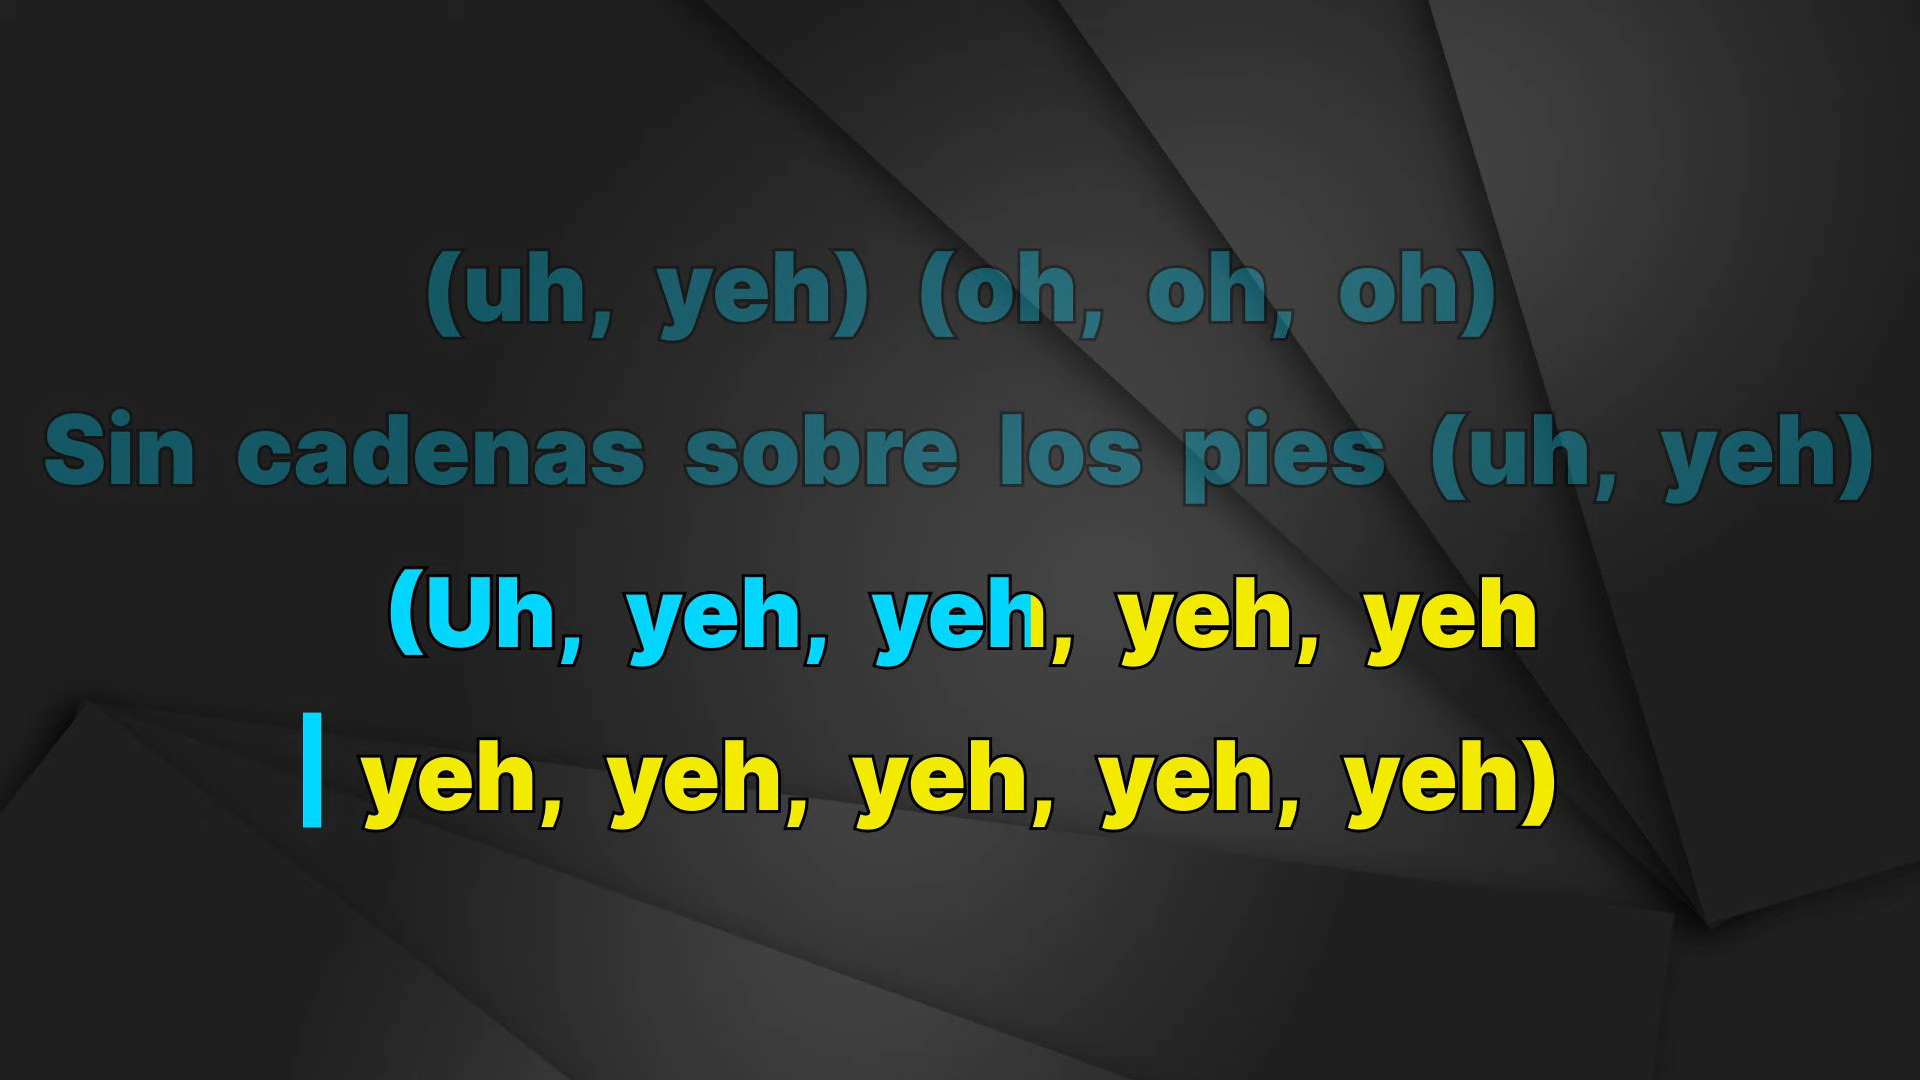 (uh, yeh) (oh, oh, oh)
Sin cadenas sobre los pies (uh, yeh)
(Uh, yeh, yeh, yeh, yeh
yeh, yeh, yeh, yeh, yeh)